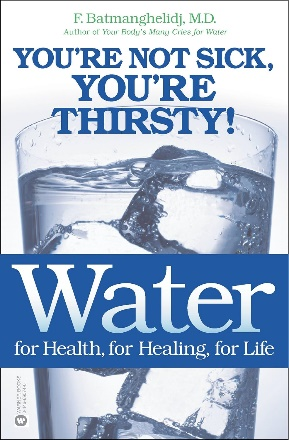 F. Batmanghelidj, M.D.
Author of Your Body's Many Cries for Water
YOU'RE NOT SICK,
YOU'RE
THIRSTY!
Water
for Health, for Healing, for Life